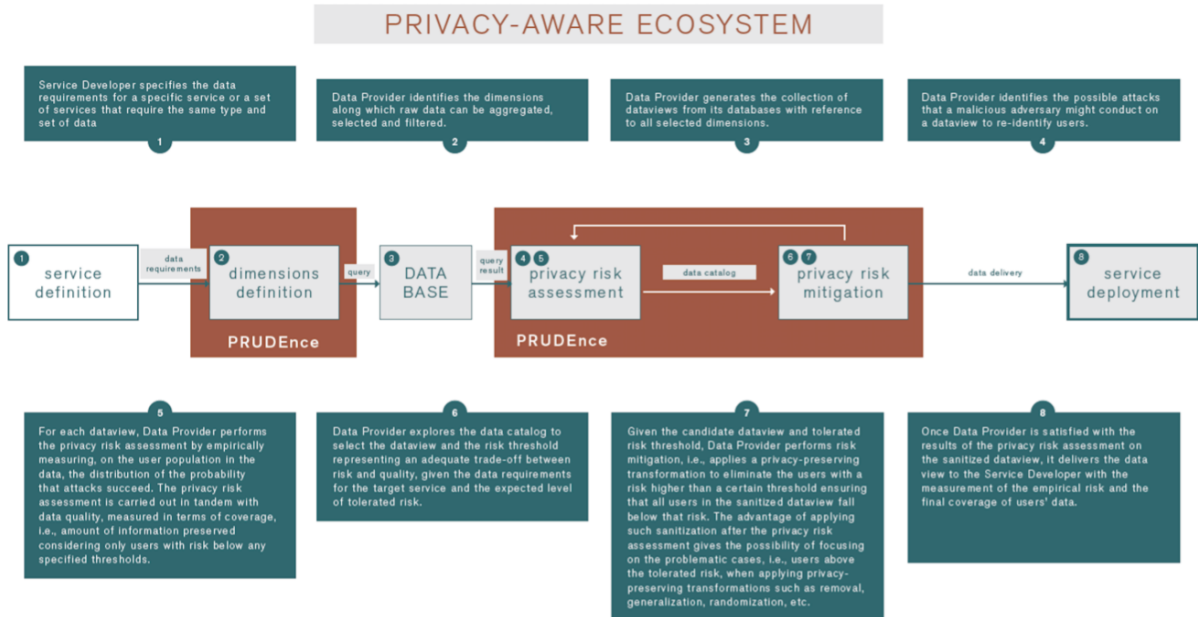 PRIVACY-AWARE ECOSYSTEM
Service Developer specifies the data
requirements for a specific service or a set
of services that require the same type and
set of data
1
Data Provider identifies the dimensions
along which raw data can be aggregated,
selected and filtered.
2
Data Provider generates the collection of
dataviews from its databases with reference
to all selected dimensions.
3
Data Provider identifies the possible attacks
that a malicious adversary might conduct on
a dataview to re-identify users.
4
1
service
definition
data
requirements
2
dimensions
definition
PRUDEnce
query
3
DATA
BASE
query
result
4 5
privacy risk
assessment
PRUDEnce
data catalog
6 7
privacy risk
mitigation
data delivery
8
service
deployment
5
For each dataview, Data Provider performs
the privacy risk assessment by empirically
measuring, on the user population in the
data, the distribution of the probability
that attacks succeed. The privacy risk
assessment is carried out in tandem with
data quality, measured in terms of coverage,
i.e., amount of information preserved
considering only users with risk below any
specified thresholds.
6
Data Provider explores the data catalog to
select the dataview and the risk threshold
representing an adequate trade-off between
risk and quality, given the data requirements
for the target service and the expected level
of tolerated risk.
7
Given the candidate dataview and tolerated
risk threshold, Data Provider performs risk
mitigation, i.e., applies a privacy-preserving
transformation to eliminate the users with a
risk higher than a certain threshold ensuring
that all users in the sanitized dataview fall
below that risk. The advantage of applying
such sanitization after the privacy risk
assessment gives the possibility of focusing
on the problematic cases, i.e., users above
the tolerated risk, when applying privacy-
preserving transformations such as removal,
generalization, randomization, etc.
8
Once Data Provider is satisfied with the
results of the privacy risk assessment on
the sanitized dataview, it delivers the data
view to the Service Developer with the
measurement of the empirical risk and the
final coverage of users' data.